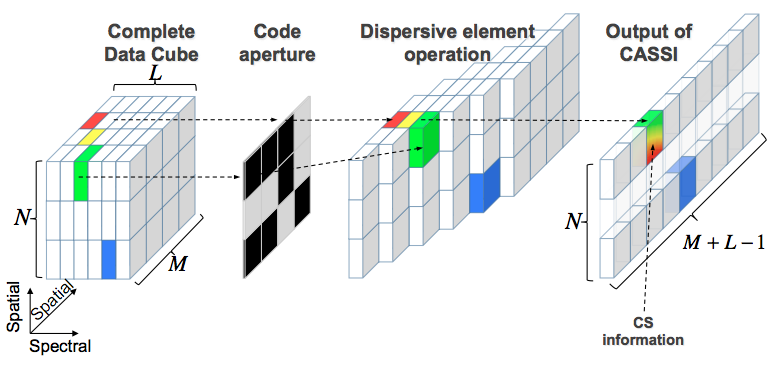 Complete
Data Cube
Code
aperture
Dispersive element
operation
Output of
CASSI
L
N
M
N
M + L − 1
Spatial
Spatial
Spectral
CS
information